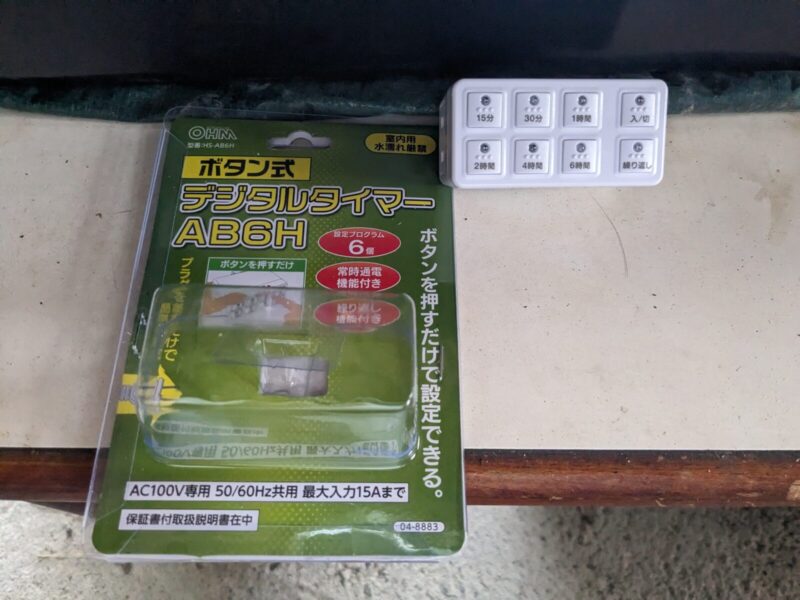 OHM
型番:HS-AB6H
室内用
水濡れ厳禁
ボタン式
デジタルタイマー
AB6H
設定プログラム
6個
常時通電
機能付き
繰り返し
機能付き
ボタンを押すだけ
ボタンを押すだけで設定できる。
AC100V専用 50/60Hz共用 最大入力15Aまで
保証書付取扱説明書在中
04-8883
15分
30分
1時間
入/切
2時間
4時間
6時間
繰り返し